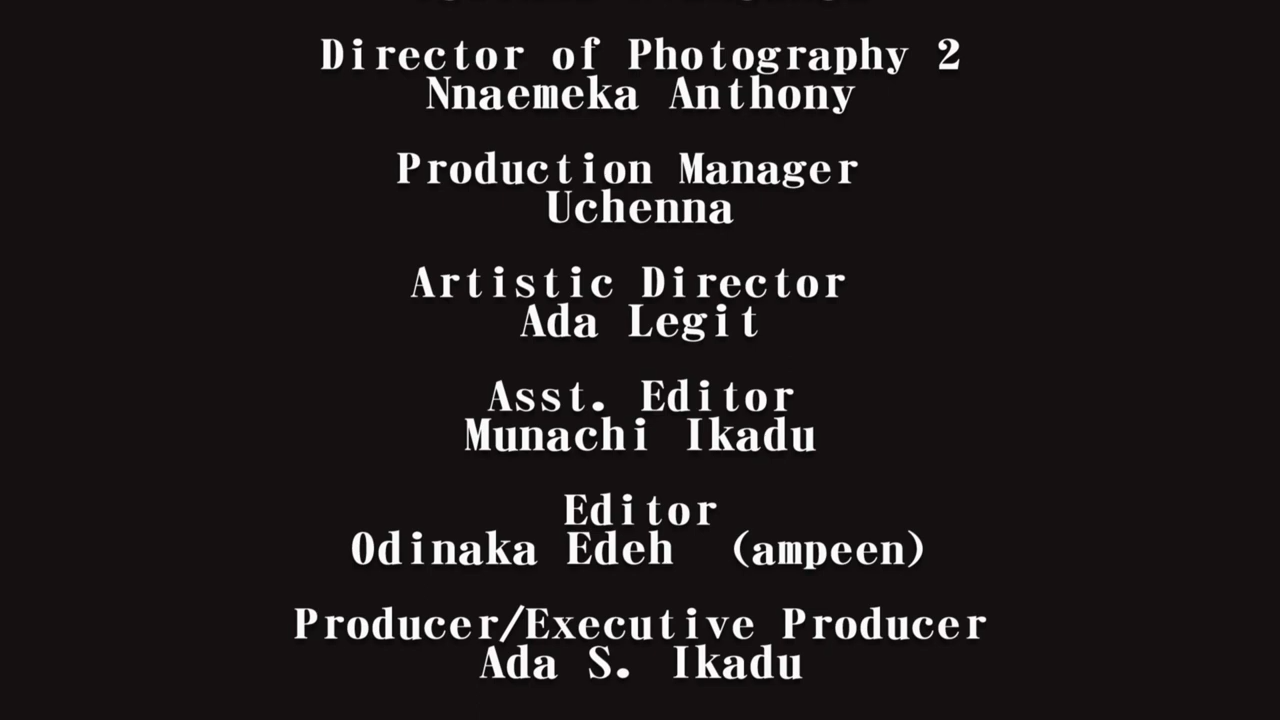 Director of Photography 2
Nnaemeka Anthony
Production Manager
Uchenna
Artistic Director
Ada Legit
Asst. Editor
Munachi Ikadu
Editor
Odinaka Edeh (ampeen)
Producer/Executive Producer
Ada S. Ikadu